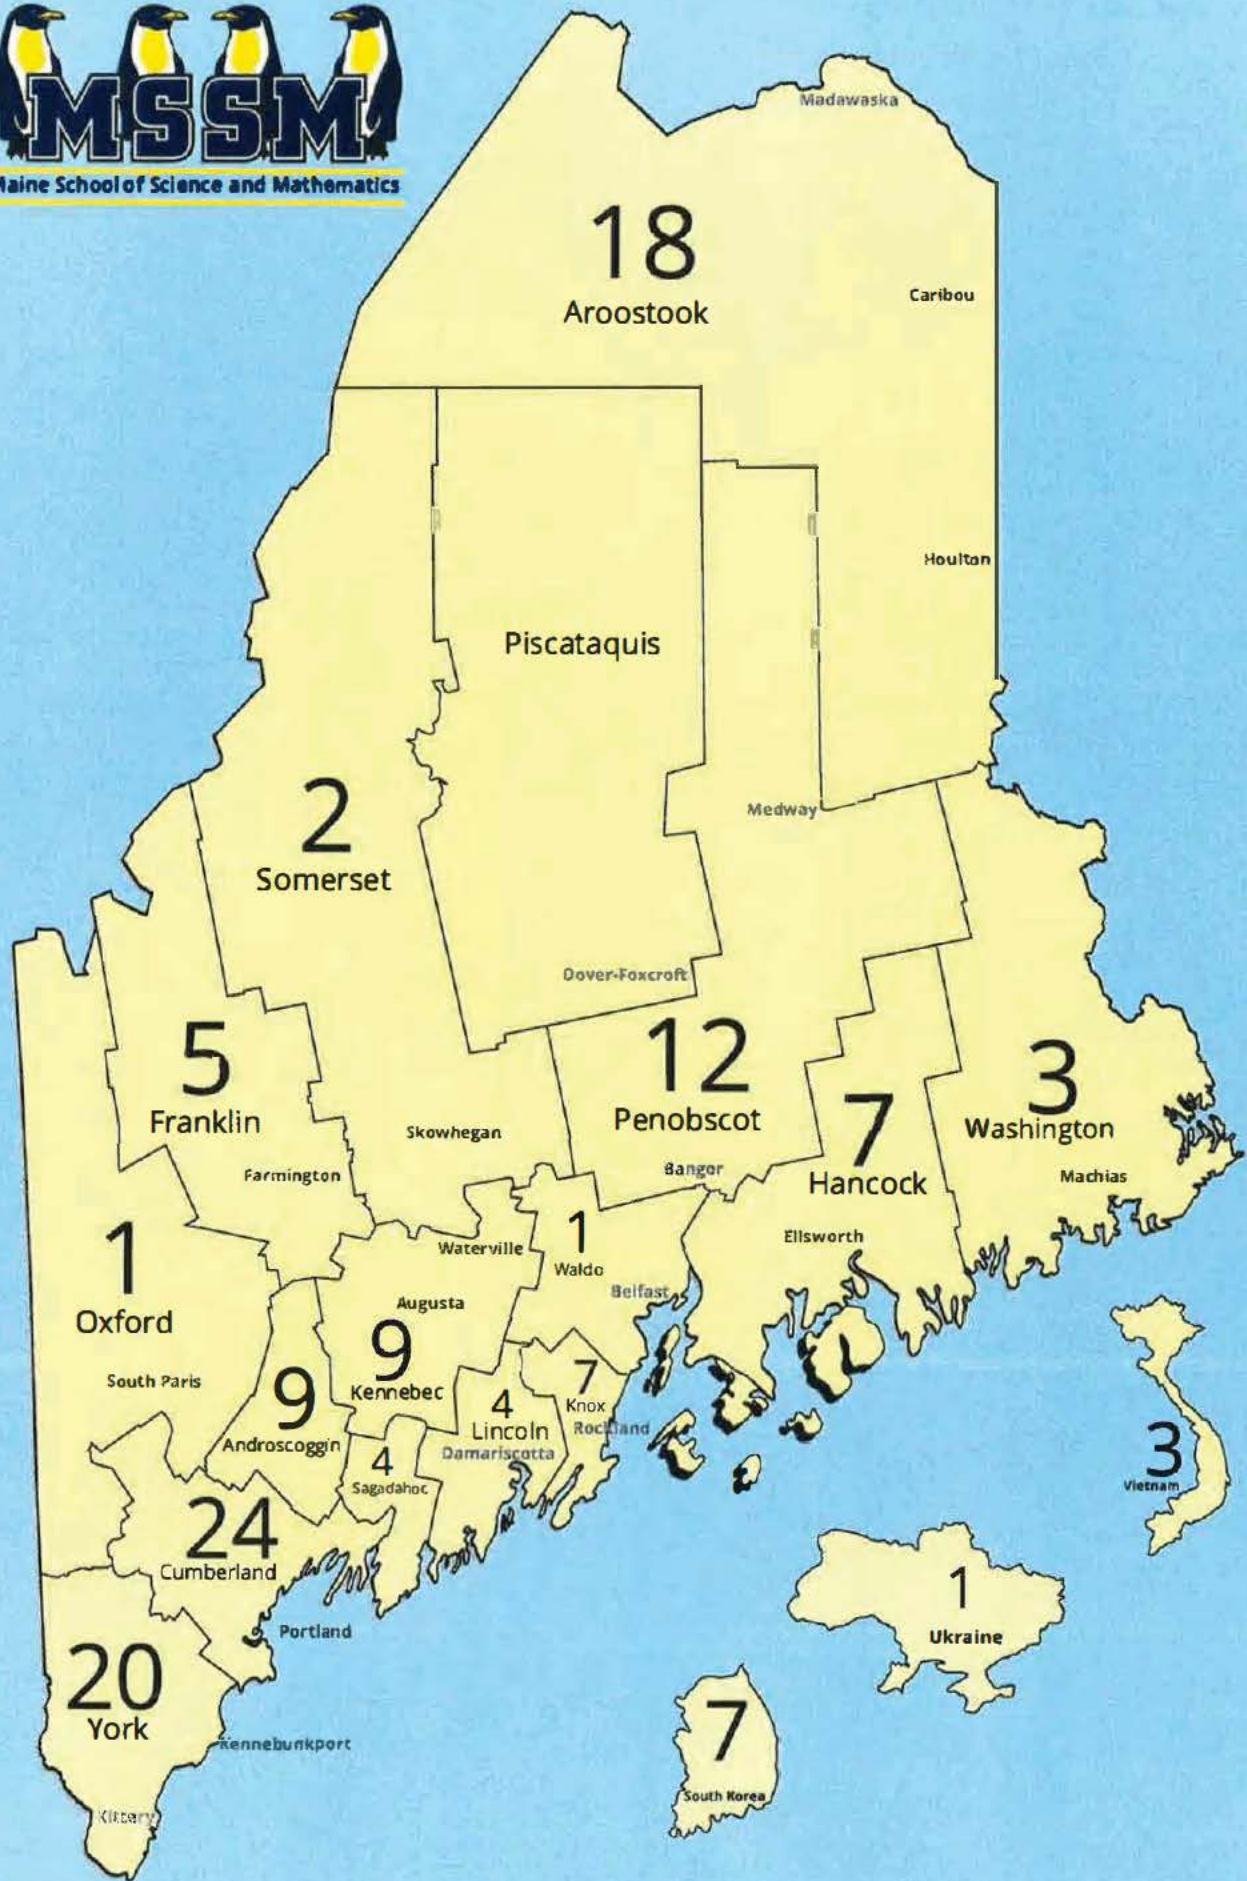 MSSM
Maine School of Science and Mathematics
Madawaska
18
Aroostook
Caribou
Houlton
Piscataquis
Medway
2
Somerset
Dover-Foxcroft
5
Franklin
12
Penobscot
7
Hancock
3
Washington
Skowhegan
Farmington
Bangor
Machias
Ellsworth
1
Oxford
Waterville
1
Waldo
Belfast
Augusta
9
Kennebec
South Paris
9
Androscoggin
4
Lincoln
7
Knox
Rockland
Damariscotta
4
Sagadahoc
3
Vietnam
24
Cumberland
1
Ukraine
Portland
20
York
Kennebunkport
7
South Korea
Kittery